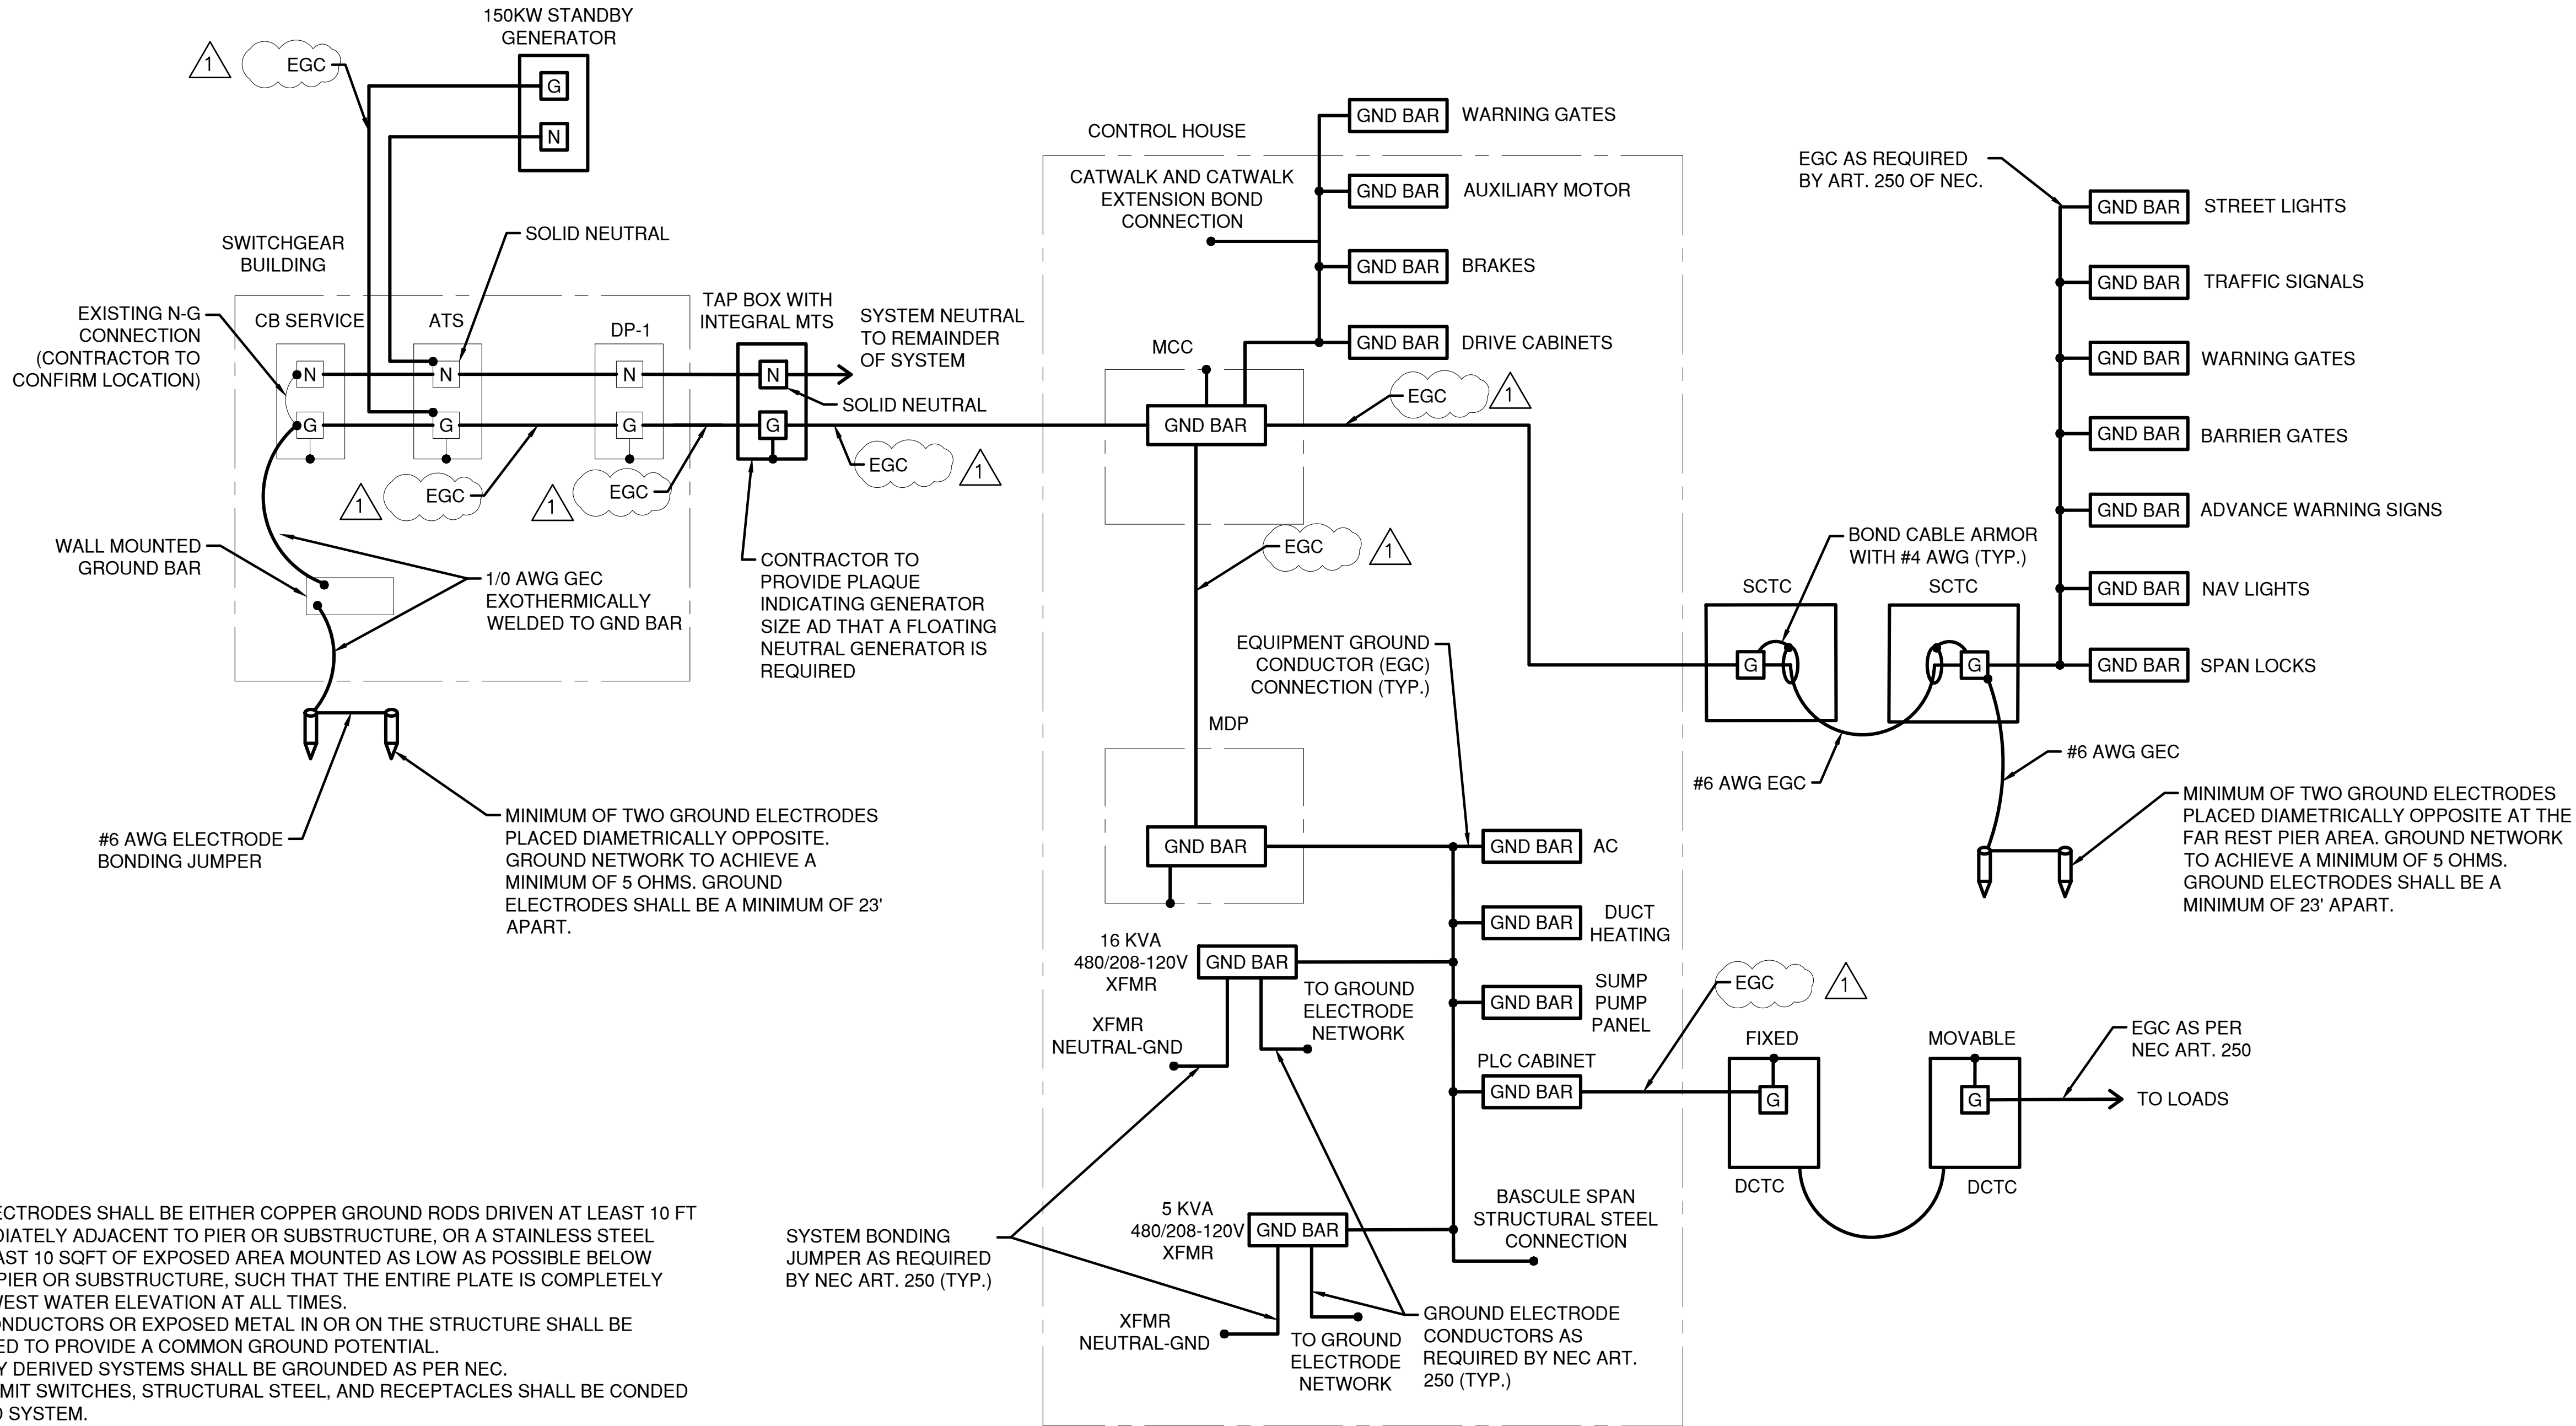 150KW STANDBY
GENERATOR
1
EGC
G
N
SWITCHGEAR
BUILDING
SOLID NEUTRAL
EXISTING N-G
CONNECTION
(CONTRACTOR TO
CONFIRM LOCATION)
CB SERVICE
ATS
DP-1
N
N
N
G
G
G
TAP BOX WITH
INTEGRAL MTS
N
G
SYSTEM NEUTRAL
TO REMAINDER
OF SYSTEM
SOLID NEUTRAL
1
EGC
1
EGC
EGC
1
WALL MOUNTED
GROUND BAR
1/0 AWG GEC
EXOTHERMICALLY
WELDED TO GND BAR
CONTRACTOR TO
PROVIDE PLAQUE
INDICATING GENERATOR
SIZE AD THAT A FLOATING
NEUTRAL GENERATOR IS
REQUIRED
#6 AWG ELECTRODE
BONDING JUMPER
MINIMUM OF TWO GROUND ELECTRODES
PLACED DIAMETRICALLY OPPOSITE.
GROUND NETWORK TO ACHIEVE A
MINIMUM OF 5 OHMS. GROUND
ELECTRODES SHALL BE A MINIMUM OF 23'
APART.
CONTROL HOUSE
CATWALK AND CATWALK
EXTENSION BOND
CONNECTION
GND BAR WARNING GATES
GND BAR AUXILIARY MOTOR
GND BAR BRAKES
GND BAR DRIVE CABINETS
MCC
GND BAR
EGC
1
EGC
1
EQUIPMENT GROUND
CONDUCTOR (EGC)
CONNECTION (TYP.)
MDP
GND BAR
GND BAR AC
GND BAR
DUCT
HEATING
GND BAR
SUMP
PUMP
PANEL
PLC CABINET
GND BAR
16 KVA
480/208-120V
XFMR
GND BAR
XFMR
NEUTRAL-GND
TO GROUND
ELECTRODE
NETWORK
5 KVA
480/208-120V
XFMR
GND BAR
XFMR
NEUTRAL-GND
TO GROUND
ELECTRODE
NETWORK
SYSTEM BONDING
JUMPER AS REQUIRED
BY NEC ART. 250 (TYP.)
BASCULE SPAN
STRUCTURAL STEEL
CONNECTION
GROUND ELECTRODE
CONDUCTORS AS
REQUIRED BY NEC ART.
250 (TYP.)
EGC AS REQUIRED
BY ART. 250 OF NEC.
GND BAR STREET LIGHTS
GND BAR TRAFFIC SIGNALS
GND BAR WARNING GATES
GND BAR BARRIER GATES
GND BAR ADVANCE WARNING SIGNS
GND BAR NAV LIGHTS
GND BAR SPAN LOCKS
BOND CABLE ARMOR
WITH #4 AWG (TYP.)
SCTC
SCTC
G
G
#6 AWG EGC
#6 AWG GEC
MINIMUM OF TWO GROUND ELECTRODES
PLACED DIAMETRICALLY OPPOSITE AT THE
FAR REST PIER AREA. GROUND NETWORK
TO ACHIEVE A MINIMUM OF 5 OHMS.
GROUND ELECTRODES SHALL BE A
MINIMUM OF 23' APART.
EGC
1
FIXED
MOVABLE
G
G
DCTC
DCTC
EGC AS PER
NEC ART. 250
TO LOADS
SHALL BE EITHER COPPER GROUND RODS DRIVEN AT LEAST 10 FT
ADJACENT TO PIER OR SUBSTRUCTURE, OR A STAINLESS STEEL
10 SQFT OF EXPOSED AREA MOUNTED AS LOW AS POSSIBLE BELOW
PIER OR SUBSTRUCTURE, SUCH THAT THE ENTIRE PLATE IS COMPLETELY
WATER ELEVATION AT ALL TIMES.
OR EXPOSED METAL IN OR ON THE STRUCTURE SHALL BE
TO PROVIDE A COMMON GROUND POTENTIAL.
DERIVED SYSTEMS SHALL BE GROUNDED AS PER NEC.
SWITCHES, STRUCTURAL STEEL, AND RECEPTACLES SHALL BE CONDED
SYSTEM.